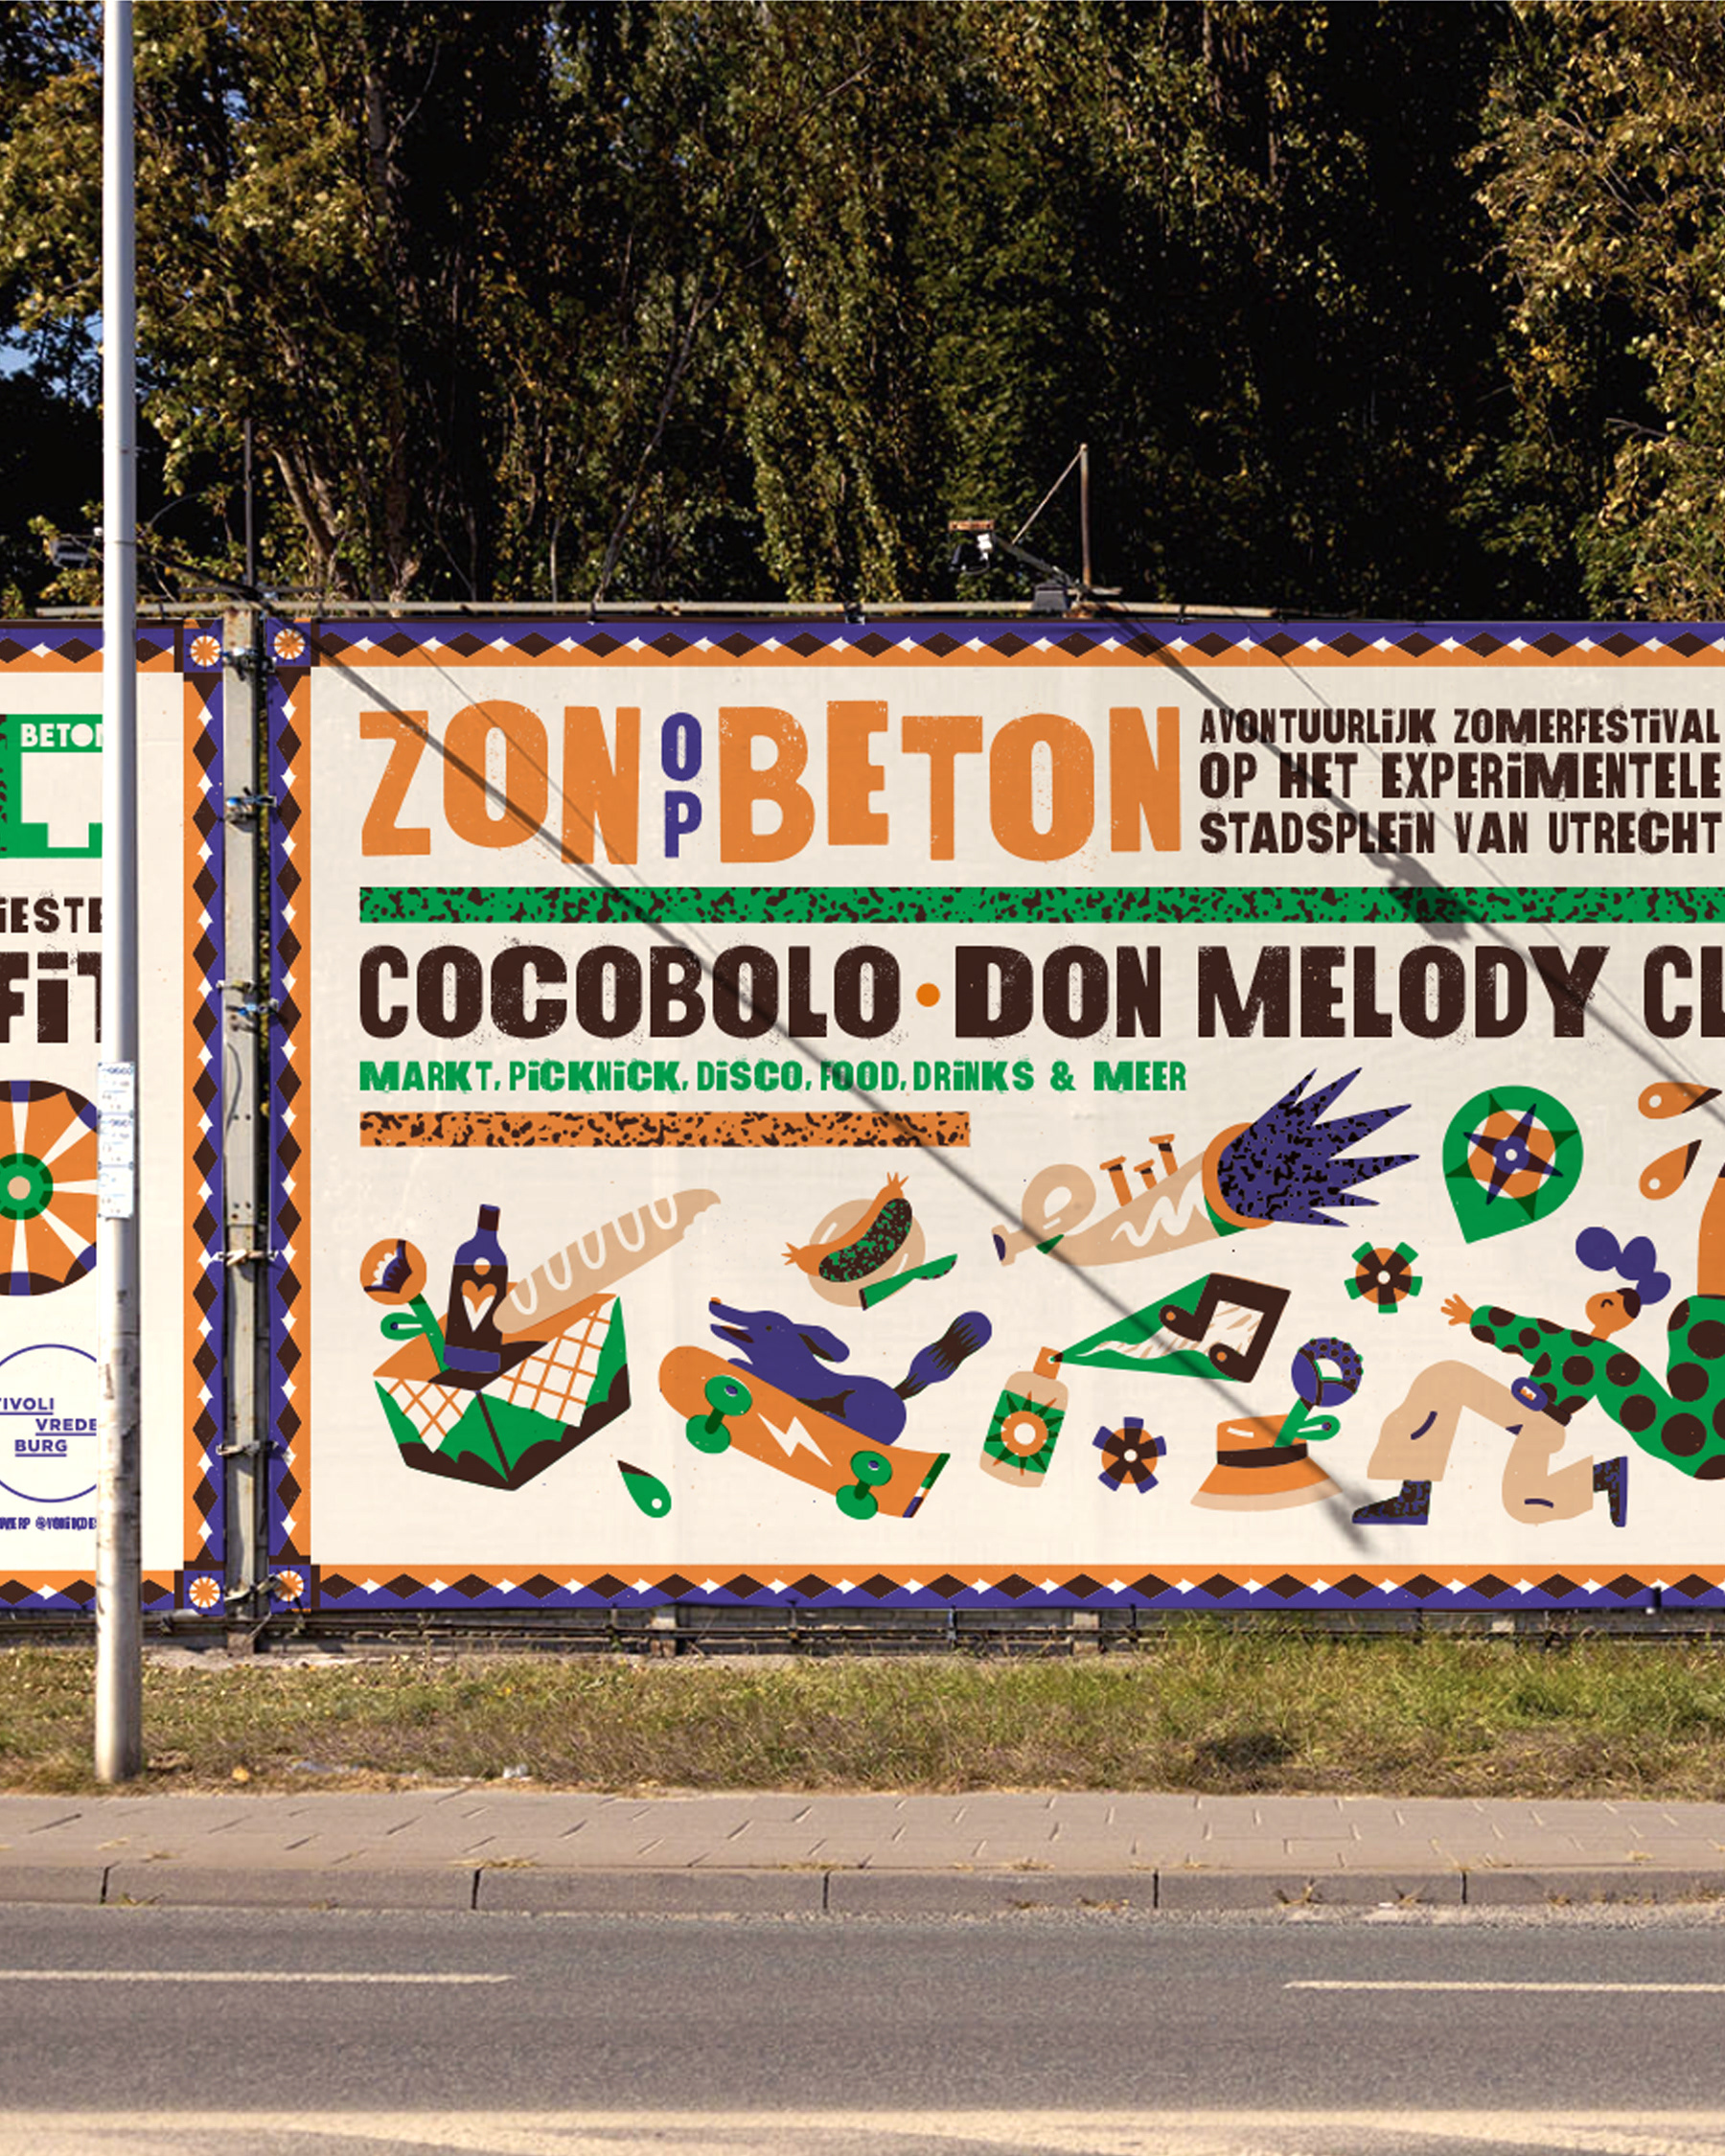 BETON
TIVOLI
VREDE
BURG
ZON OP BETON
AVONTUURLIJK ZOMERFESTIVAL
OP HET EXPERIMENTELE
STADSPLEIN VAN UTRECHT
COCOBOLO • DON MELODY CL
MARKT, PICKNICK, DISCO, FOOD, DRINKS & MEER